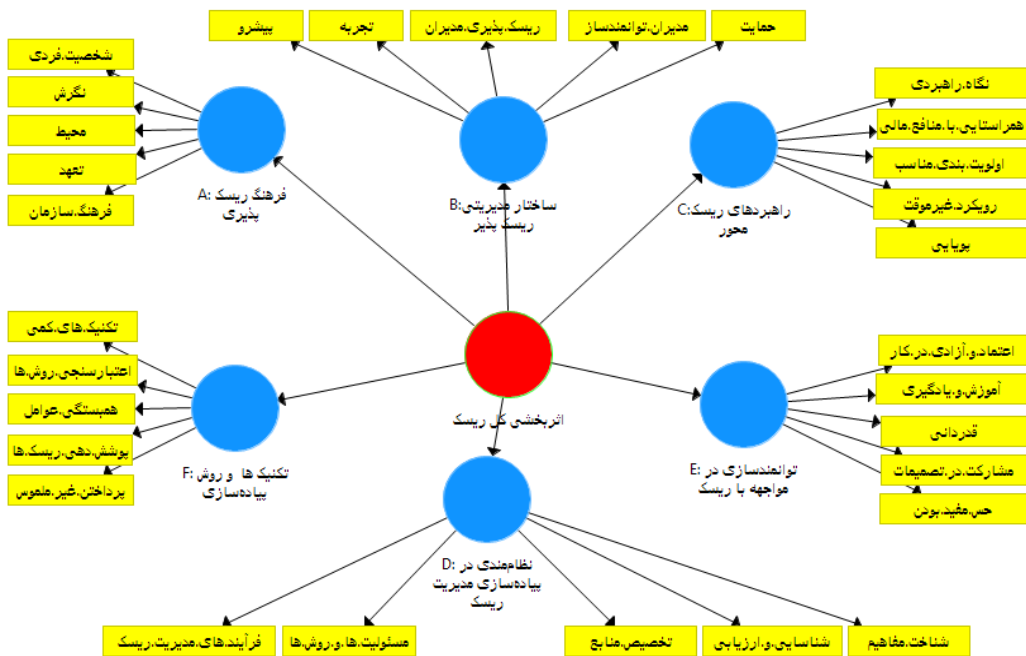 پیشرو
تجربه
ریسک.پذیری.مدیران
مدیران.توانمندساز
حمایت
شخصیت.فردی
نگرش
محیط
تعهد
فرهنگ.سازمان
A: فرهنگ ریسک
پذیری
B:ساختار مدیریتی
ریسک پذیر
C:راهبردهای ریسک
محور
نگاه.راهبردی
همراستایی.با.منافع.مالی
اولویت.بندی.مناسب
رویکرد.غیرموقت
پویایی
تکنیک.های.کمی
اعتبارسنجی.روش.ها
همبستگی.عوامل
پوشش.دهی.ریسک.ها
پرداختن.غیر.ملموس
F: تکنیک ها و روش
پیاده‌سازی
اثربخشی کل ریسک
E: توانمندسازی در
مواجهه با ریسک
اعتماد.و.آزادی.در.کار
آموزش.و.یادگیری
قدردانی
مشارکت.در.تصمیمات
حس.مفید.بودن
D: نظام‌مندی در
پیاده‌سازی مدیریت
ریسک
فرآیند.های.مدیریت.ریسک
مسئولیت.ها.و.روش.ها
تخصیص.منابع
شناسایی.و.ارزیابی
شناخت.مفاهیم